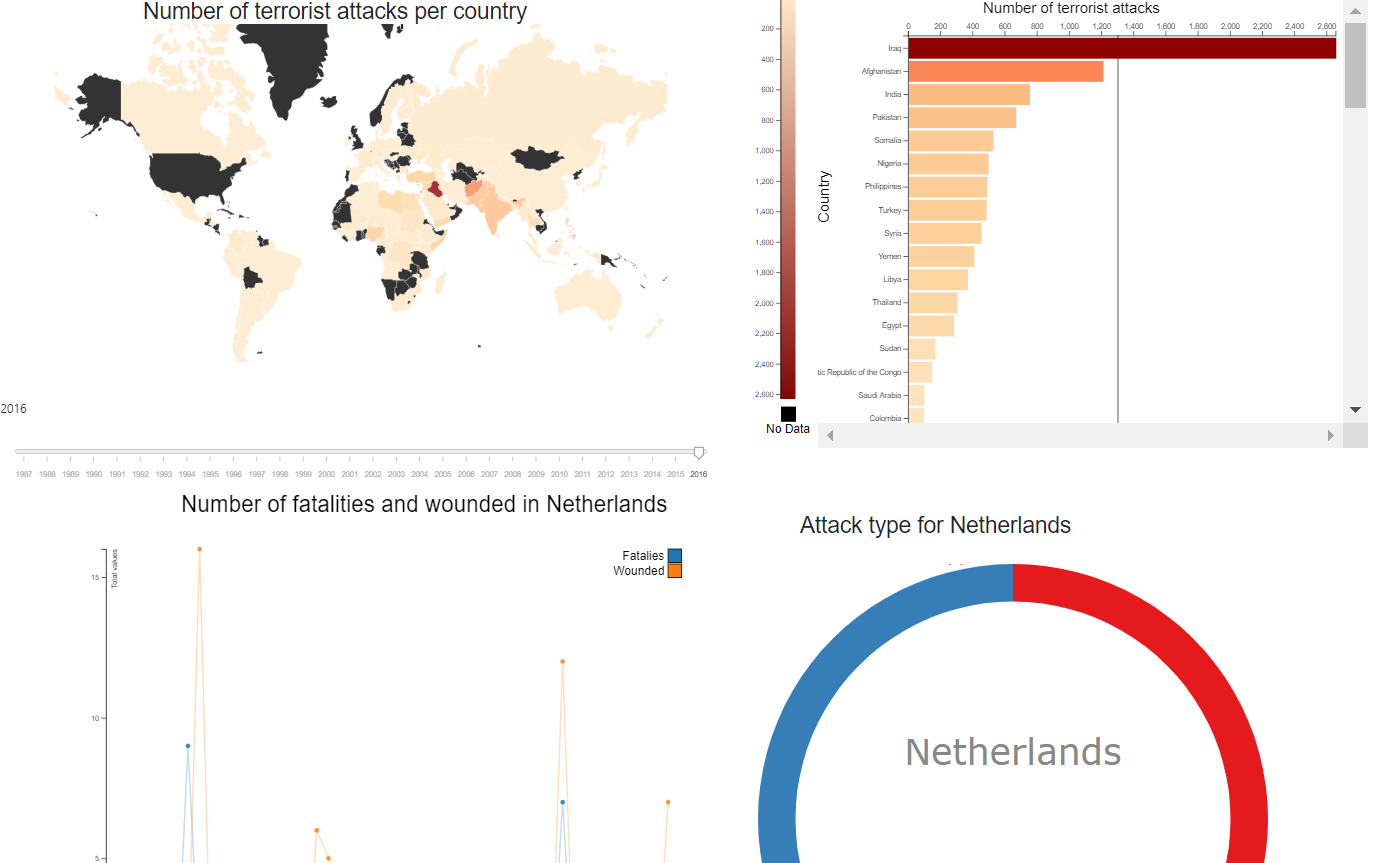 Number of terrorist attacks per country
2016
1987 1988 1989 1990 1991 1992 1993 1994 1995 1996 1997 1998 1999 2000 2001 2002 2003 2004 2005 2006 2007 2008 2009 2010 2011 2012 2013 2014 2015 2016
200
400
600
800
1,000
1,200
1,400
1,600
1,800
2,000
2,200
2,400
2,600
No Data
Number of terrorist attacks
0 200 400 600 800 1,000 1,200 1,400 1,600 1,800 2,000 2,200 2,400 2,600
Country
Iraq
Afghanistan
India
Pakistan
Somalia
Nigeria
Philippines
Turkey
Syria
Yemen
Libya
Thailand
Egypt
Sudan
tic Republic of the Congo
Saudi Arabia
Colombia
Number of fatalities and wounded in Netherlands
Total values
15
10
5
Fatalies
Wounded
Attack type for Netherlands
Netherlands